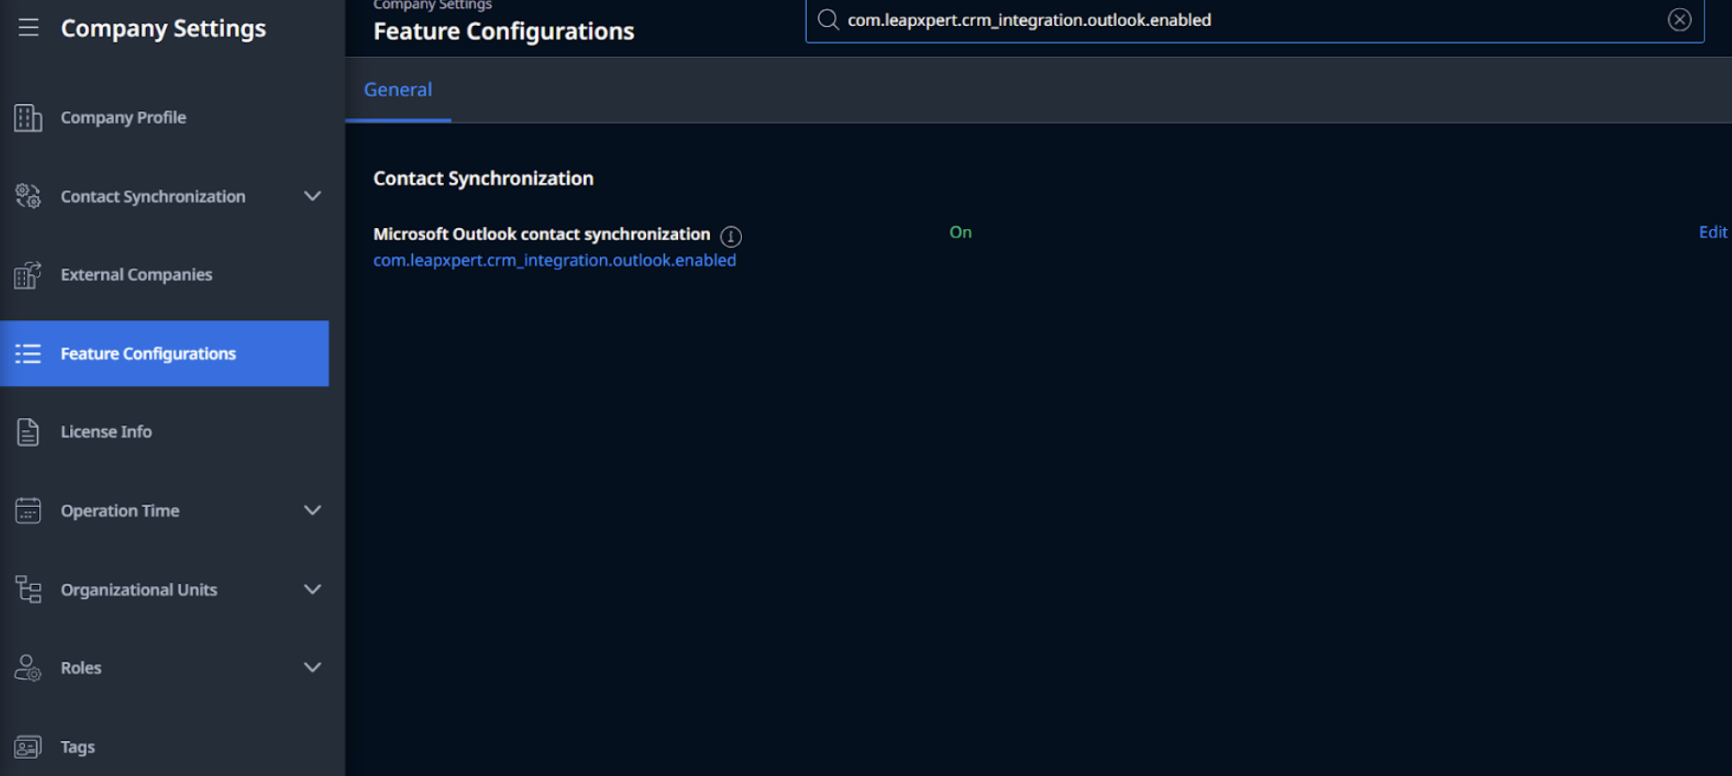 Company Settings
Company Profile
Contact Synchronization
External Companies
Feature Configurations
License Info
Operation Time
Organizational Units
Roles
Tags
Company Settings
Feature Configurations
com.leapxpert.crm_integration.outlook.enabled
General
Contact Synchronization
Microsoft Outlook contact synchronization
On
Edit
com.leapxpert.crm_integration.outlook.enabled